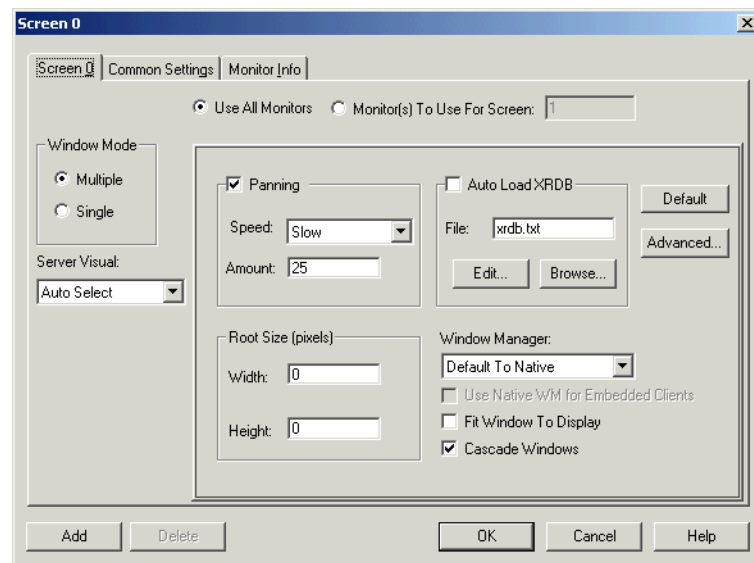 Screen 0
Screen 0 Common Settings Monitor Info
Use All Monitors Monitor(s) To Use For Screen: 1
Window Mode
Multiple
Single
Server Visual:
Auto Select
Panning
Speed: Slow
Amount: 25
Auto Load XRDB
File: xrdb.txt
Edit... Browse...
Default
Advanced...
Root Size (pixels)
Width: 0
Height: 0
Window Manager:
Default To Native
Use Native WM for Embedded Clients
Fit Window To Display
Cascade Windows
Add Delete OK Cancel Help